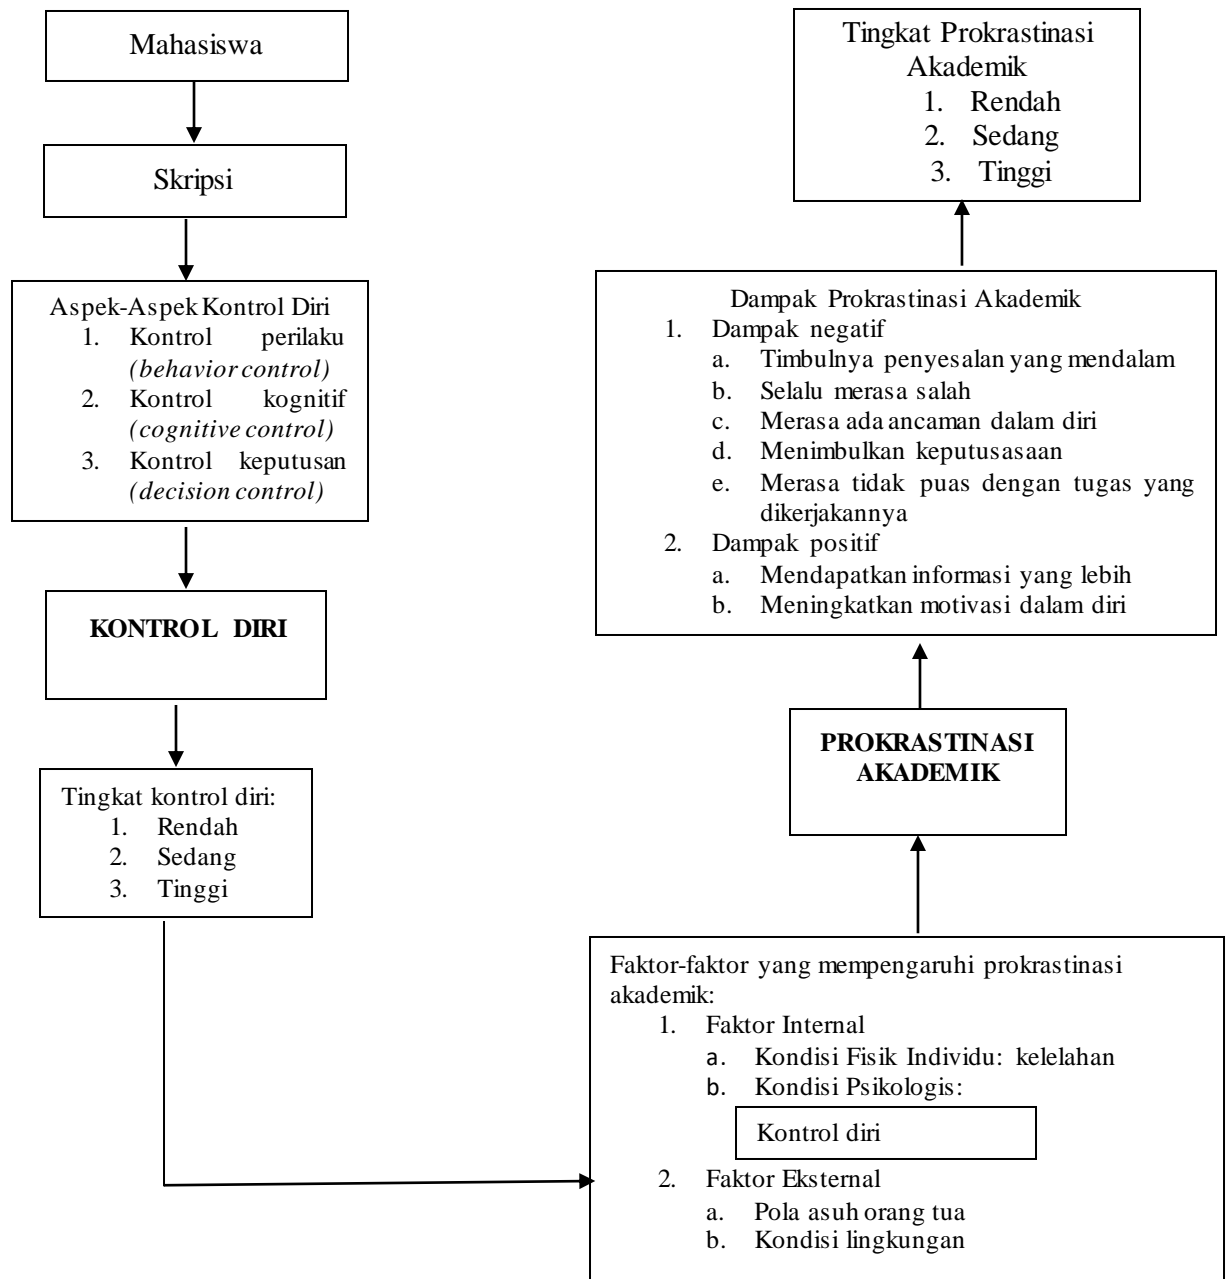 Mahasiswa
Skripsi
Aspek-Aspek Kontrol Diri
1. Kontrol perilaku
(behavior control)
2. Kontrol kognitif
(cognitive control)
3. Kontrol keputusan
(decision control)
KONTROL DIRI
Tingkat kontrol diri:
1. Rendah
2. Sedang
3. Tinggi
Faktor-faktor yang mempengaruhi prokrastinasi
akademik:
1. Faktor Internal
a. Kondisi Fisik Individu: kelelahan
b. Kondisi Psikologis:
Kontrol diri
2. Faktor Eksternal
a. Pola asuh orang tua
b. Kondisi lingkungan
PROKRASTINASI
AKADEMIK
Dampak Prokrastinasi Akademik
1. Dampak negatif
a. Timbulnya penyesalan yang mendalam
b. Selalu merasa salah
c. Merasa ada ancaman dalam diri
d. Menimbulkan keputusasaan
e. Merasa tidak puas dengan tugas yang
dikerjakannya
2. Dampak positif
a. Mendapatkan informasi yang lebih
b. Meningkatkan motivasi dalam diri
Tingkat Prokrastinasi
Akademik
1. Rendah
2. Sedang
3. Tinggi